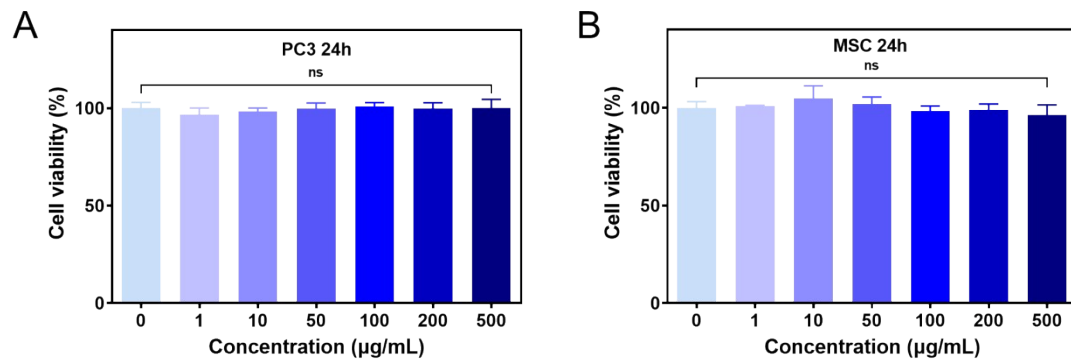 A
PC3 24h
ns
Cell viability (%)
100
50
0
0 1 10 50 100 200 500
Concentration (µg/mL)
B
MSC 24h
ns
Cell viability (%)
100
50
0
0 1 10 50 100 200 500
Concentration (µg/mL)